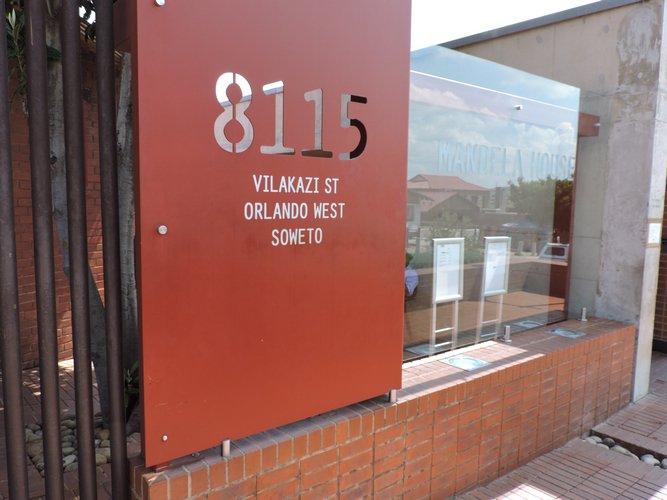 8115
VILAKAZI ST
ORLANDO WEST
SOWETO
MANDELA HOUSE